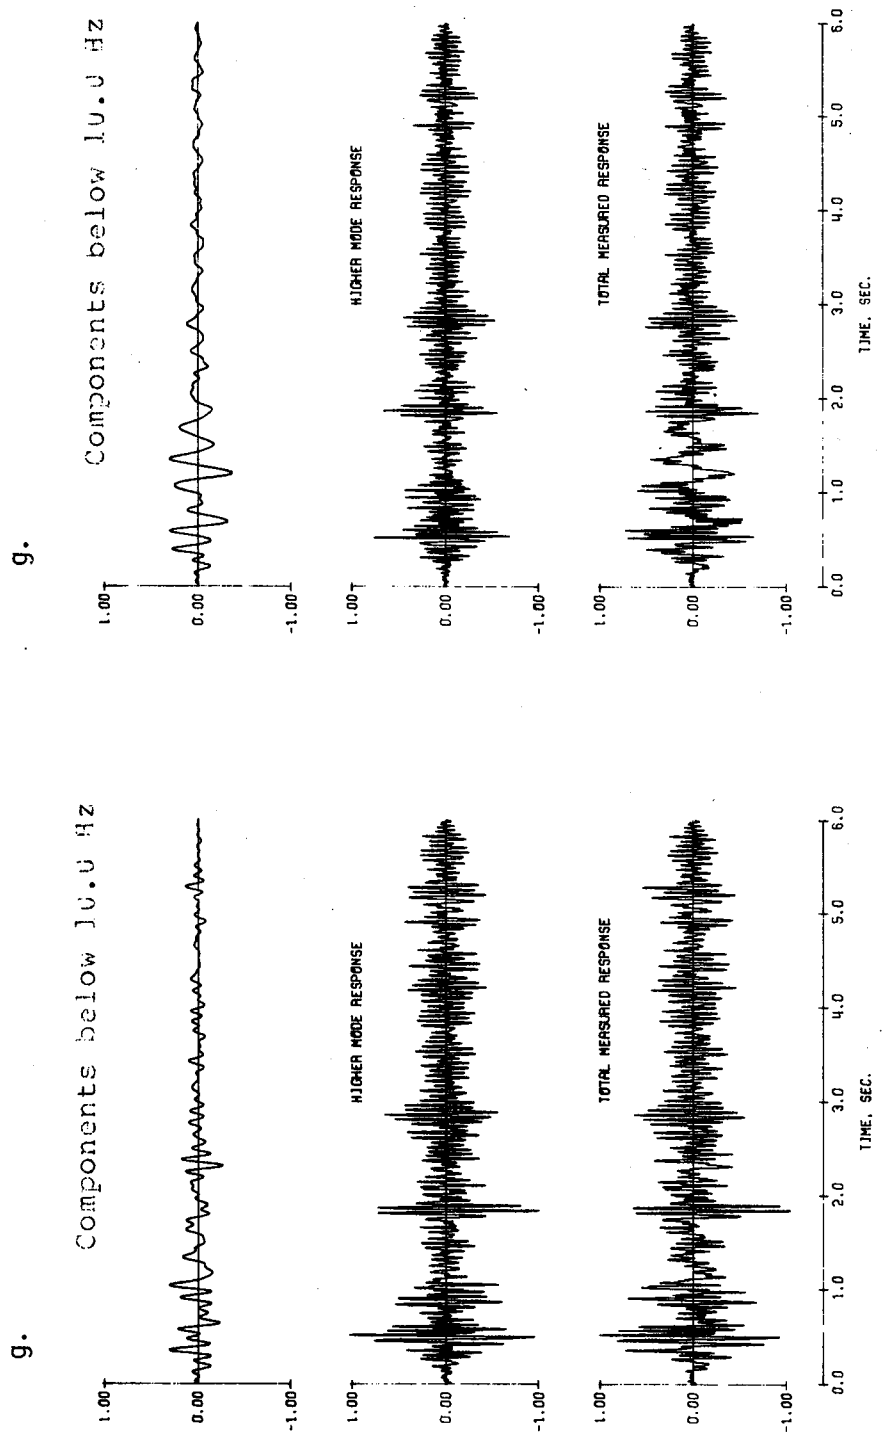 g.
Components below 10.0 Hz
1.00
0.00
-1.00
HIGHER MODE RESPONSE
1.00
0.00
-1.00
TOTAL MEASURED RESPONSE
1.00
0.00
-1.00
0.0 1.0 2.0 3.0 4.0 5.0 6.0
TIME, SEC.
g.
Components below 10.0 Hz
1.00
0.00
-1.00
HIGHER MODE RESPONSE
1.00
0.00
-1.00
TOTAL MEASURED RESPONSE
1.00
0.00
-1.00
0.0 1.0 2.0 3.0 4.0 5.0 6.0
TIME, SEC.